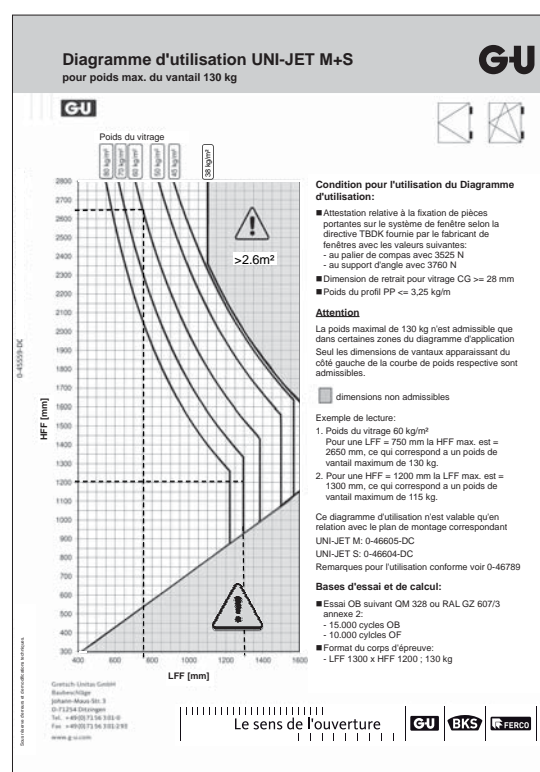 Diagramme d'utilisation UNI-JET M+S
pour poids max. du vantail 130 kg
GU
GU
Poids du vitrage
80 kg/m²
70 kg/m²
60 kg/m²
50 kg/m²
45 kg/m²
38 kg/m²
2800
2700
2600
2500
2400
2300
2200
2100
2000
1900
1800
1700
1600
1500
1400
1300
1200
1100
1000
900
800
700
600
500
400
300
HFF [mm]
400 600 800 1000 1200 1400 1600
LFF [mm]
>2.6m²
0-45559-DC
Condition pour l'utilisation du Diagramme
d'utilisation:
Attestation relative à la fixation de pièces
portantes sur le système de fenêtre selon la
directive TBDK fournie par le fabricant de
fenêtres avec les valeurs suivantes:
- au palier de compas avec 3525 N
- au support d'angle avec 3760 N
Dimension de retrait pour vitrage CG >= 28 mm
Poids du profil PP <= 3,25 kg/m
Attention
La poids maximal de 130 kg n'est admissible que
dans certaines zones du diagramme d'application
Seul les dimensions de vantaux apparaissant du
côté gauche de la courbe de poids respective sont
admissibles.
dimensions non admissibles
Exemple de lecture:
1. Poids du vitrage 60 kg/m²
Pour une LFF = 750 mm la HFF max. est =
2650 mm, ce qui correspond a un poids de
vantail maximum de 130 kg.
2. Pour une HFF = 1200 mm la LFF max. est =
1300 mm, ce qui correspond a un poids de
vantail maximum de 115 kg.
Ce diagramme d'utilisation n'est valable qu'en
relation avec le plan de montage correspondant
UNI-JET M: 0-46605-DC
UNI-JET S: 0-46604-DC
Remarques pour l'utilisation conforme voir 0-46789
Bases d'essai et de calcul:
Essai OB suivant QM 328 ou RAL GZ 607/3
annexe 2:
- 15.000 cycles OB
- 10.000 cylcles OF
Format du corps d'épreuve:
- LFF 1300 x HFF 1200 ; 130 kg
Gretsch-Unitas GmbH
Baubeschläge
Johann-Maus-Str. 3
D-71254 Ditzingen
Tel. +49(0)7156 301-0
Fax +49(0)7156 301-293
www.g-u.com
Le sens de l'ouverture
GU
BKS
FERCO